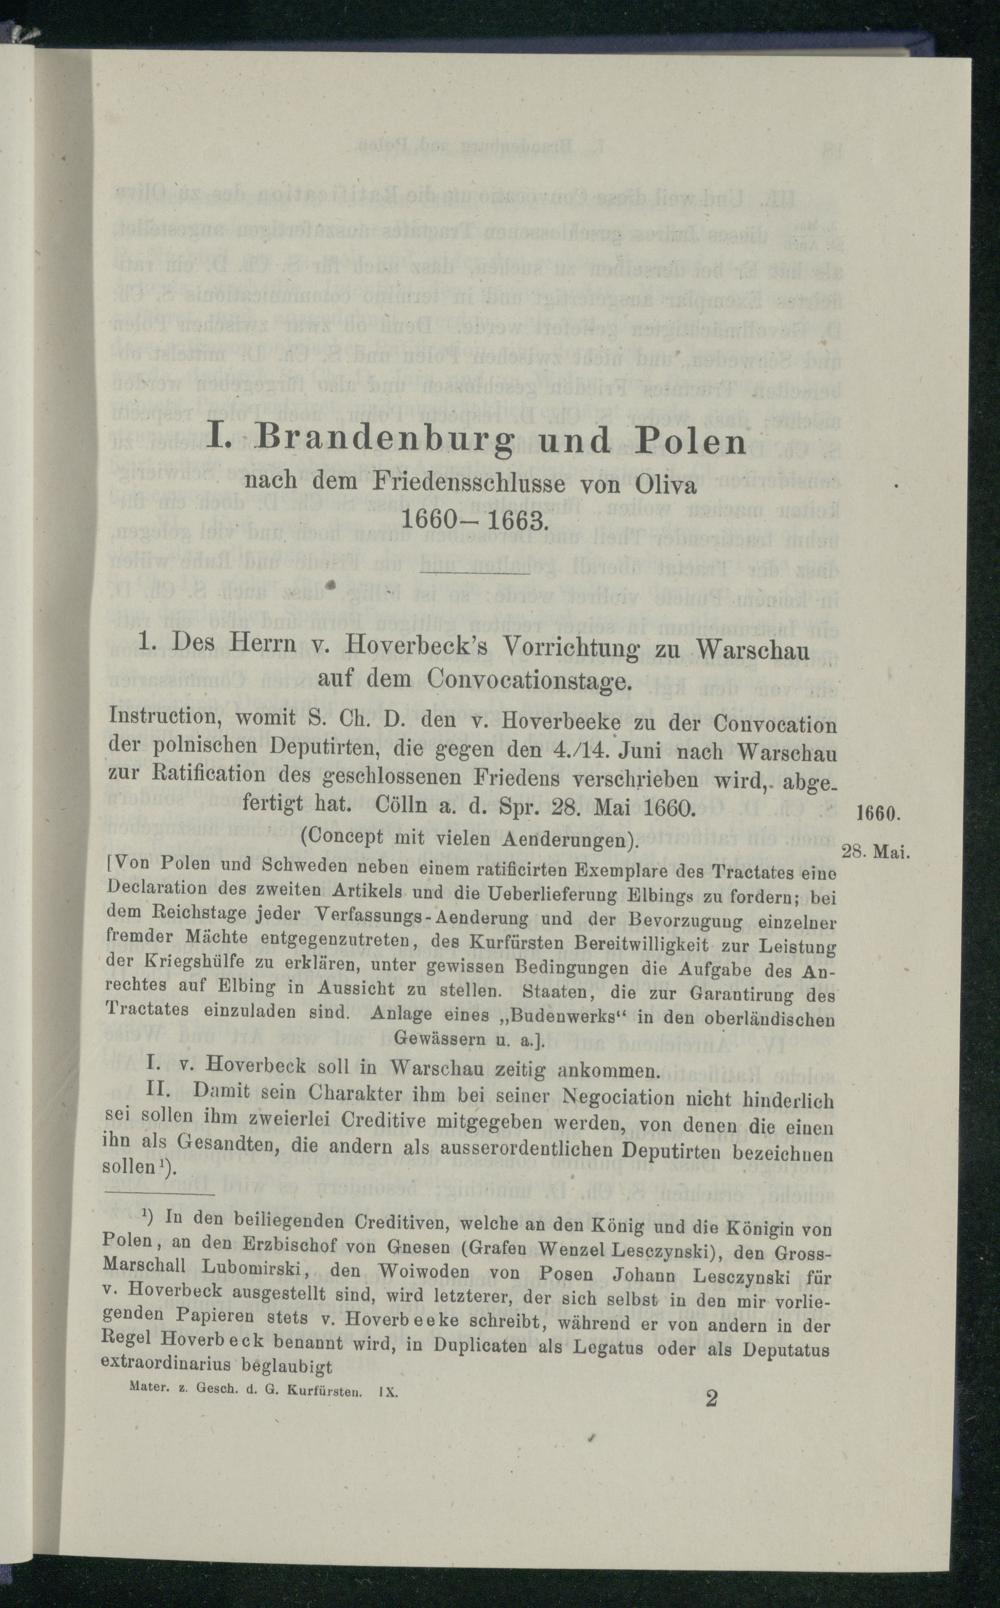 I. Brandenburg und Polen
nach dem Friedensschlusse von Oliva
1660—1663.
1. Des Herrn v. Hoverbeck's Vorrichtung zu Warschau
auf dem Convocationstage.
Instruction, womit S. Ch. D. den v. Hoverbeeke zu der Convocation
der polnischen Deputirten, die gegen den 4./14. Juni nach Warschau
zur Ratification des geschlossenen Friedens verschrieben wird, abge-
fertigt hat. Cölln a. d. Spr. 28. Mai 1660.
1660.
(Concept mit vielen Aenderungen).
28. Mai.
[Von Polen und Schweden neben einem ratificirten Exemplare des Tractates eine
Declaration des zweiten Artikels und die Ueberlieferung Elbings zu fordern; bei
dem Reichstage jeder Verfassungs-Aenderung und der Bevorzugung einzelner
fremder Mächte entgegenzutreten, des Kurfürsten Bereitwilligkeit zur Leistung
der Kriegshülfe zu erklären, unter gewissen Bedingungen die Aufgabe des An-
rechtes auf Elbing in Aussicht zu stellen. Staaten, die zur Garantirung des
Tractates einzuladen sind. Anlage eines „Budenwerks“ in den oberländischen
Gewässern u. a.].
I. v. Hoverbeck soll in Warschau zeitig ankommen.
II. Damit sein Charakter ihm bei seiner Negociation nicht hinderlich
sei sollen ihm zweierlei Creditive mitgegeben werden, von denen die einen
ihn als Gesandten, die andern als ausserordentlichen Deputirten bezeichnen
sollen¹).
¹) In den beiliegenden Creditiven, welche an den König und die Königin von
Polen, an den Erzbischof von Gnesen (Grafen Wenzel Lesczynski), den Gross-
Marschall Lubomirski, den Woiwoden von Posen Johann Lesczynski für
v. Hoverbeck ausgestellt sind, wird letzterer, der sich selbst in den mir vorlie-
genden Papieren stets v. Hoverbeeke schreibt, während er von andern in der
Regel Hoverbeck benannt wird, in Duplicaten als Legatus oder als Deputatus
extraordinarius beglaubigt
Mater. z. Gesch. d. G. Kurfürsten. IX.
2